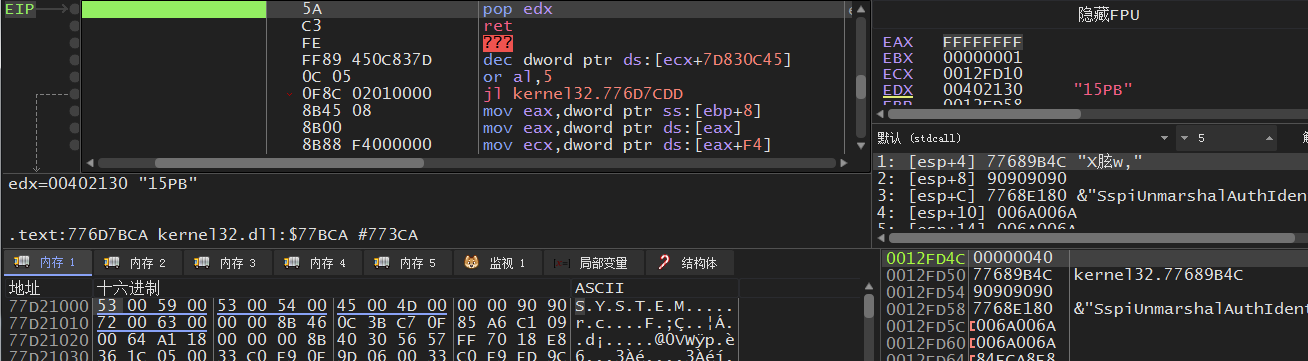 EIP
5A pop edx
C3 ret
FE ???
FF89 450C837D dec dword ptr ds:[ecx+7D830C45]
0C 05 or al,5
0F8C 02010000 jl kernel32.776D7CDD
8B45 08 mov eax,dword ptr ss:[ebp+8]
8B00 mov eax,dword ptr ds:[eax]
8B88 F4000000 mov ecx,dword ptr ds:[eax+F4]
edx=00402130 "15PB"
.text:776D7BCA kernel32.dll:$77BCA #773CA
隐藏FPU
EAX FFFFFFFF
EBX 00000001
ECX 0012FD10
EDX 00402130 "15PB"
EBP 0012FD58
默认 (stdcall) 5
1: [esp+4] 77689B4C "X胘w,"
2: [esp+8] 90909090
3: [esp+C] 7768E180 &"SspiUnmarshalAuthIden
4: [esp+10] 006A006A
5: [esp+14] 006A006A
内存 1 内存 2 内存 3 内存 4 内存 5 监视 1 局部变量 结构体
地址 十六进制 ASCII
77D21000 53 00 59 00 53 00 54 00 45 00 4D 00 00 00 90 90 S.Y.S.T.E.M.....
77D21010 72 00 63 00 00 00 8B 46 0C 3B C7 0F 85 A6 C1 09 r.c....F.;Ç..¦Á.
77D21020 00 64 A1 18 00 00 00 8B 40 30 56 57 FF 70 18 E8 .d¡.....@0VWÿp.è
77D21030 36 1C 05 00 33 C0 E9 0F 9D 06 00 33 C0 E9 ED 9C 6...3Àé....3Àéí.
0012FD4C 00000040
0012FD50 77689B4C kernel32.77689B4C
0012FD54 90909090
0012FD58 7768E180 &"SspiUnmarshalAuthIden
0012FD5C 006A006A
0012FD60 006A006A